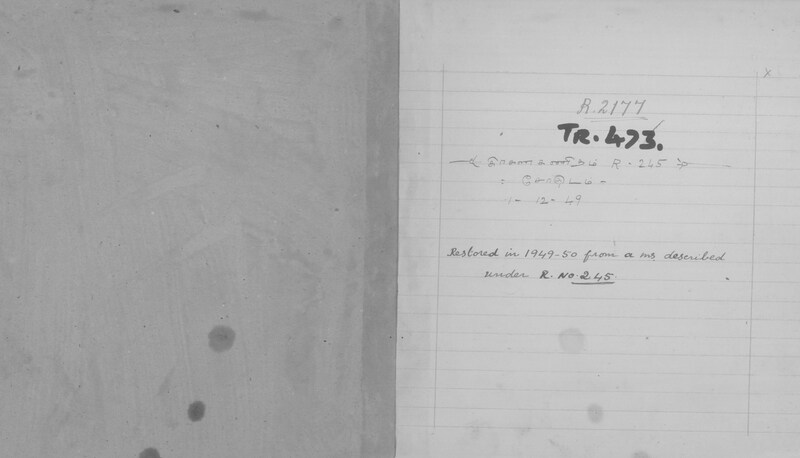 R. 2177
TR. 473.
R. 245
1- 12- 49
Restored in 1949-50 from a ms. described
under R. No. 245.